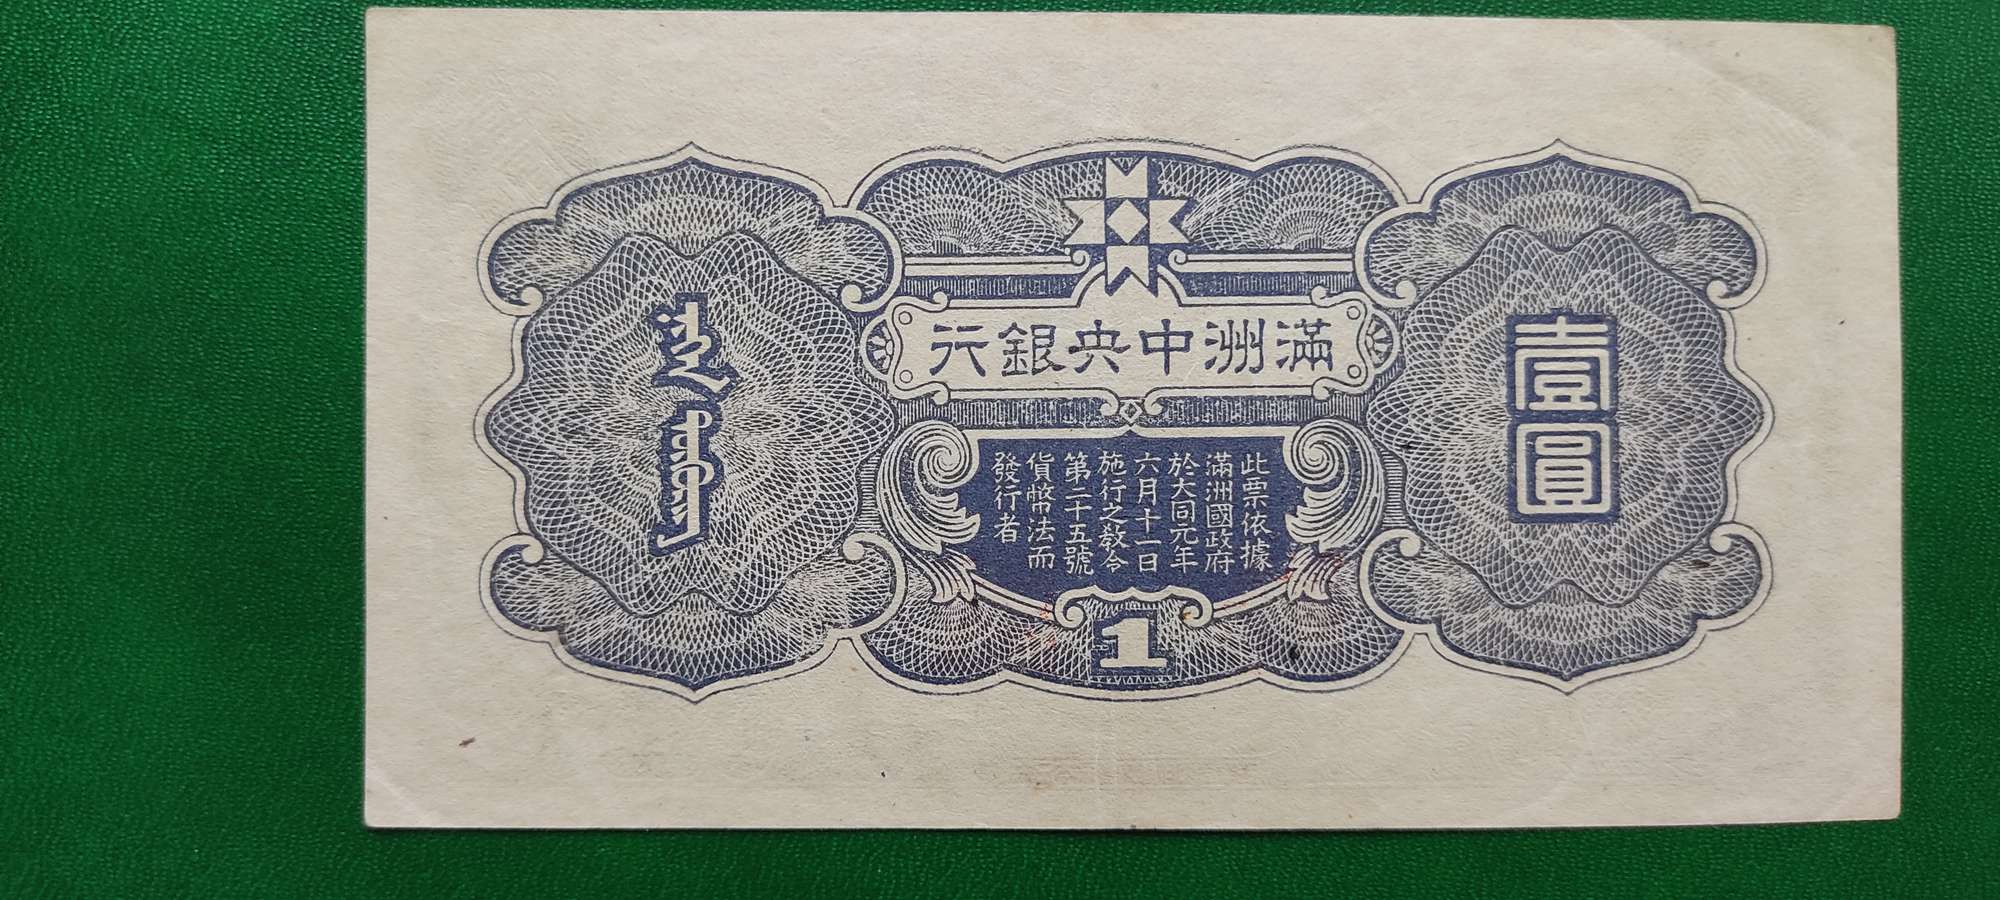 滿洲中央銀行
壹圓
此票依據
滿洲國政府
於大同元年
六月十一日
施行之敎令
第二十五號
貨幣法而
發行者
1